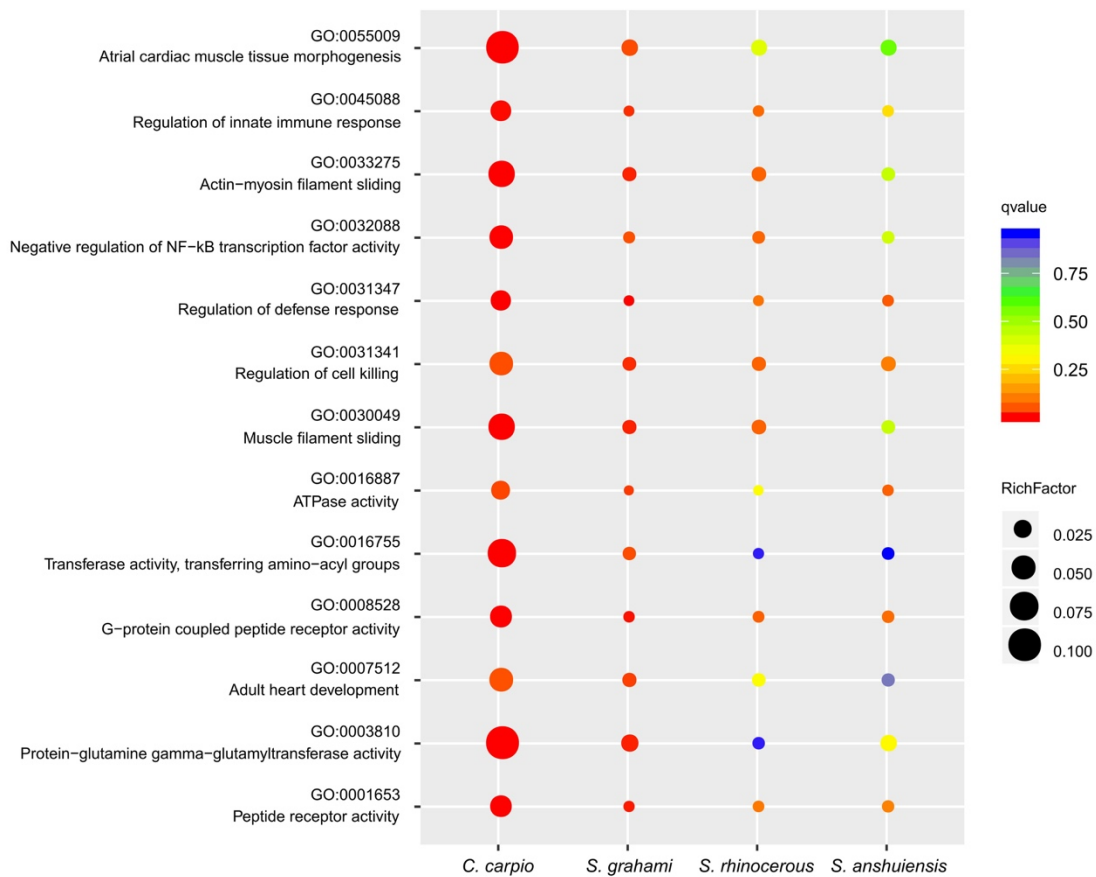 GO:0055009
Atrial cardiac muscle tissue morphogenesis
GO:0045088
Regulation of innate immune response
GO:0033275
Actin−myosin filament sliding
GO:0032088
Negative regulation of NF−kB transcription factor activity
GO:0031347
Regulation of defense response
GO:0031341
Regulation of cell killing
GO:0030049
Muscle filament sliding
GO:0016887
ATPase activity
GO:0016755
Transferase activity, transferring amino−acyl groups
GO:0008528
G−protein coupled peptide receptor activity
GO:0007512
Adult heart development
GO:0003810
Protein−glutamine gamma−glutamyltransferase activity
GO:0001653
Peptide receptor activity
C. carpio
S. grahami
S. rhinocerous
S. anshuiensis
qvalue
0.75
0.50
0.25
RichFactor
0.025
0.050
0.075
0.100